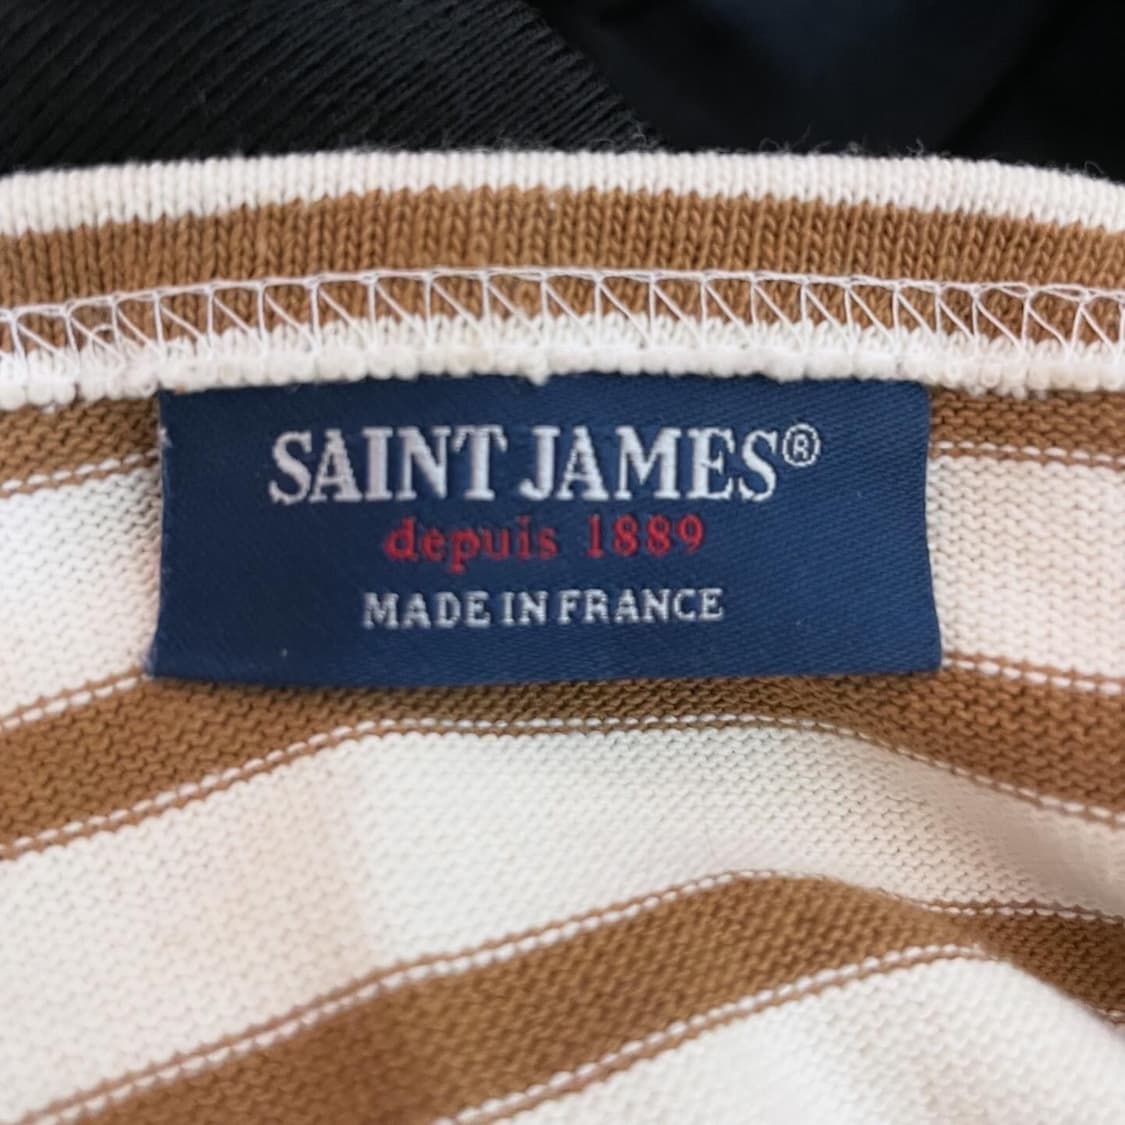 SAINT JAMES®
depuis 1889
MADE IN FRANCE